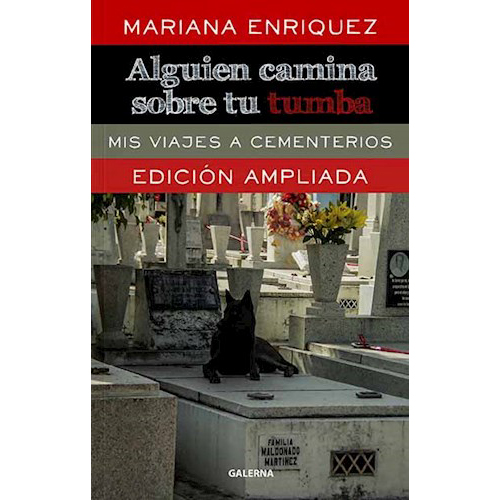 MARIANA ENRIQUEZ
Alguien camina
sobre tu tumba
MIS VIAJES A CEMENTERIOS
EDICIÓN AMPLIADA
FAMILIA
MALDONADO
MARTINEZ
GALERNA